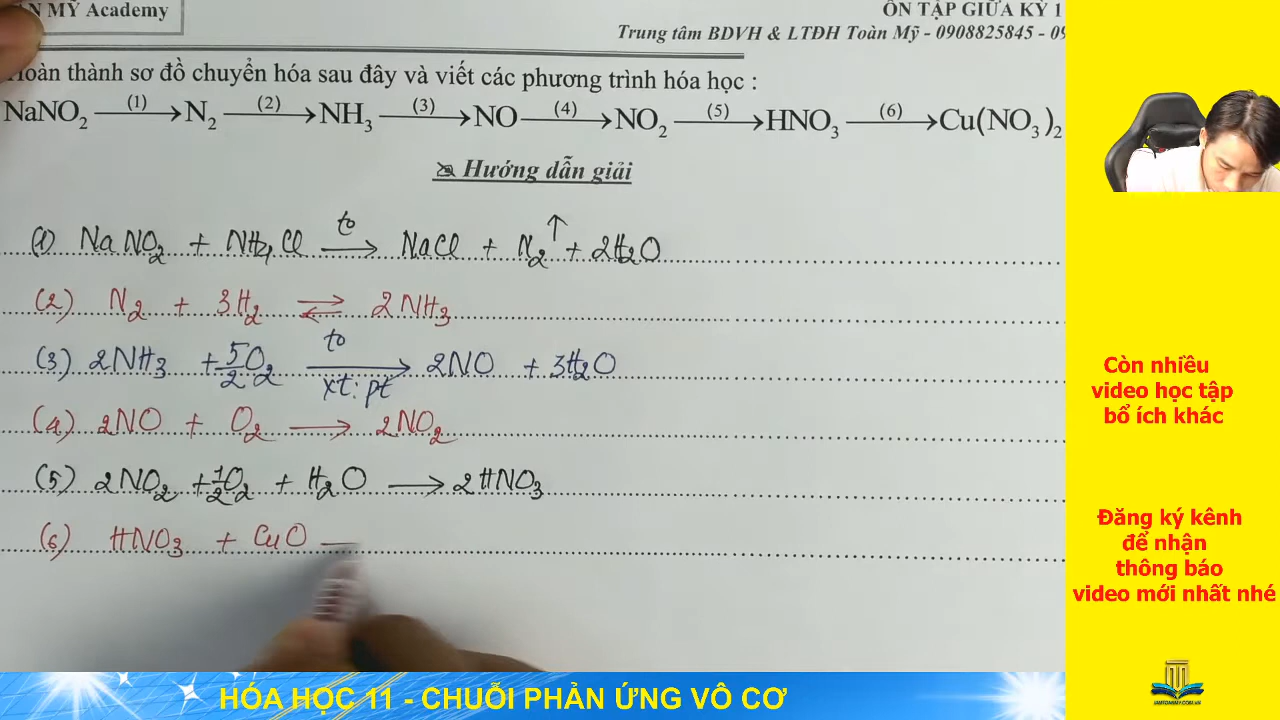 ÀN MỸ Academy
ÔN TẬP GIỮA KỲ 1
Trung tâm BDVH & LTĐH Toàn Mỹ - 0908825845 - 09
Hoàn thành sơ đồ chuyển hóa sau đây và viết các phương trình hóa học :
NaNO₂ —(1)→ N₂ —(2)→ NH₃ —(3)→ NO —(4)→ NO₂ —(5)→ HNO₃ —(6)→ Cu(NO₃)₂
Hướng dẫn giải
(1) NaNO₂ + NH₄Cl —to→ NaCl + N₂↑ + 2H₂O
(2) N₂ + 3H₂ ⇌ 2NH₃
(3) 2NH₃ + 5/2 O₂ —to, xt: pt→ 2NO + 3H₂O
(4) 2NO + O₂ → 2NO₂
(5) 2NO₂ + 1/2 O₂ + H₂O → 2HNO₃
(6) HNO₃ + CuO —
Còn nhiều
video học tập
bổ ích khác
Đăng ký kênh
để nhận
thông báo
video mới nhất nhé
HÓA HỌC 11 - CHUỖI PHẢN ỨNG VÔ CƠ